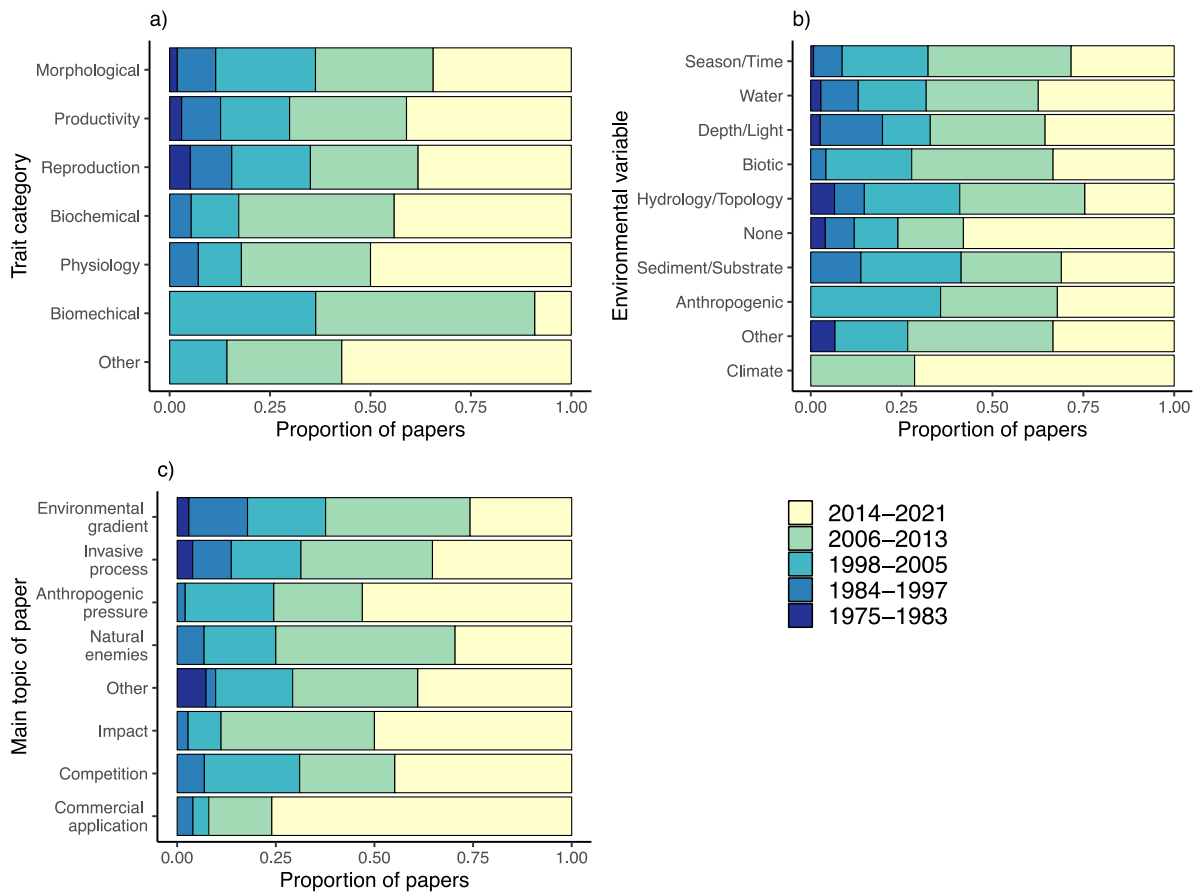 a)
Trait category
Morphological
Productivity
Reproduction
Biochemical
Physiology
Biomechical
Other
0.00 0.25 0.50 0.75 1.00
Proportion of papers
b)
Environmental variable
Season/Time
Water
Depth/Light
Biotic
Hydrology/Topology
None
Sediment/Substrate
Anthropogenic
Other
Climate
0.00 0.25 0.50 0.75 1.00
Proportion of papers
c)
Main topic of paper
Environmental
gradient
Invasive
process
Anthropogenic
pressure
Natural
enemies
Other
Impact
Competition
Commercial
application
0.00 0.25 0.50 0.75 1.00
Proportion of papers
2014–2021
2006–2013
1998–2005
1984–1997
1975–1983